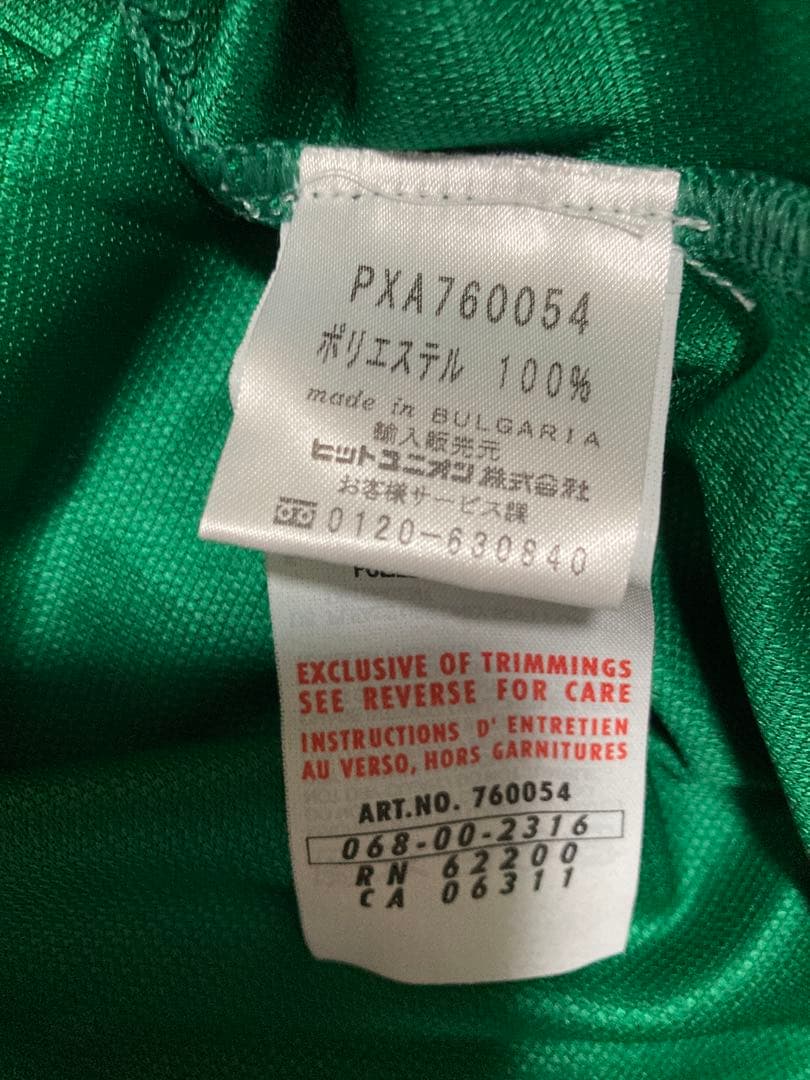 PXA760054
ポリエステル 100%
made in BULGARIA
輸入販売元
ヒットユニオン株式会社
お客様サービス課
0120-630840
EXCLUSIVE OF TRIMMINGS
SEE REVERSE FOR CARE
INSTRUCTIONS D' ENTRETIEN
AU VERSO, HORS GARNITURES
ART.NO. 760054
068-00-2316
RN 62200
CA 06311